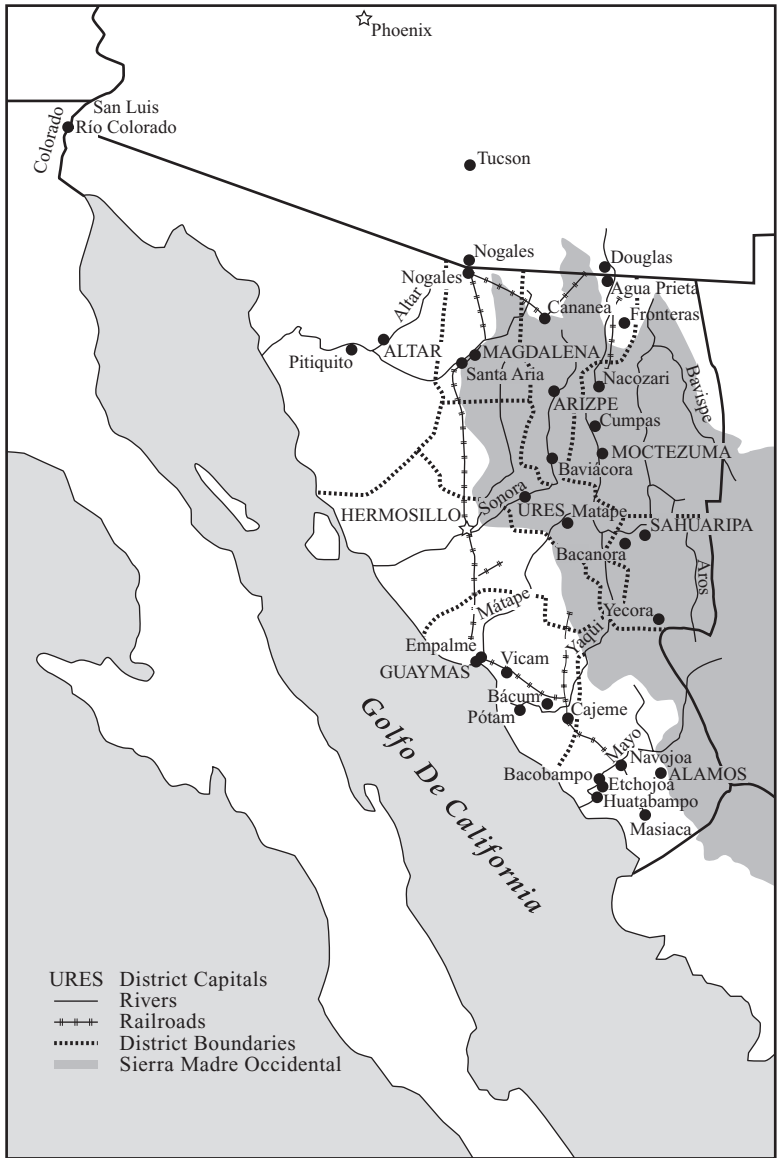 Phoenix
San Luis
Río Colorado
Colorado
Tucson
Nogales
Douglas
Nogales
Agua Prieta
Altar
Cananea
Fronteras
Pitiquito
ALTAR
MAGDALENA
Santa Aria
Nacozari
Bavispe
ARIZPE
Cumpas
MOCTEZUMA
Baviácora
Sonora
HERMOSILLO
URES
Matape
SAHUARIPA
Bacanora
Aros
Mátape
Yecora
Empalme
Yaqui
GUAYMAS
Vicam
Bácum
Pótam
Cajeme
Mayo
Navojoa
Bacobampo
ALAMOS
Etchojoa
Huatabampo
Masiaca
Golfo De California
URES District Capitals
Rivers
Railroads
District Boundaries
Sierra Madre Occidental